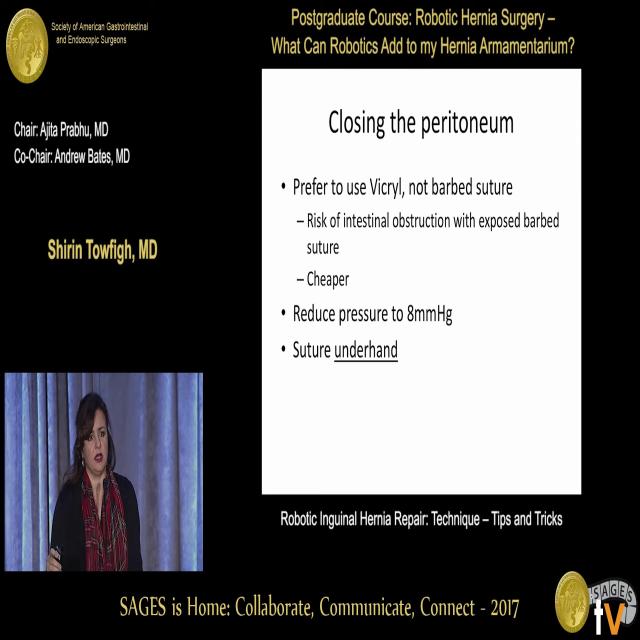 Society of American Gastrointestinal
and Endoscopic Surgeons
Postgraduate Course: Robotic Hernia Surgery –
What Can Robotics Add to my Hernia Armamentarium?
Chair: Ajita Prabhu, MD
Co-Chair: Andrew Bates, MD
Shirin Towfigh, MD
Closing the peritoneum
• Prefer to use Vicryl, not barbed suture
– Risk of intestinal obstruction with exposed barbed
suture
– Cheaper
• Reduce pressure to 8mmHg
• Suture underhand
Robotic Inguinal Hernia Repair: Technique – Tips and Tricks
SAGES is Home: Collaborate, Communicate, Connect - 2017
SAGES
tv